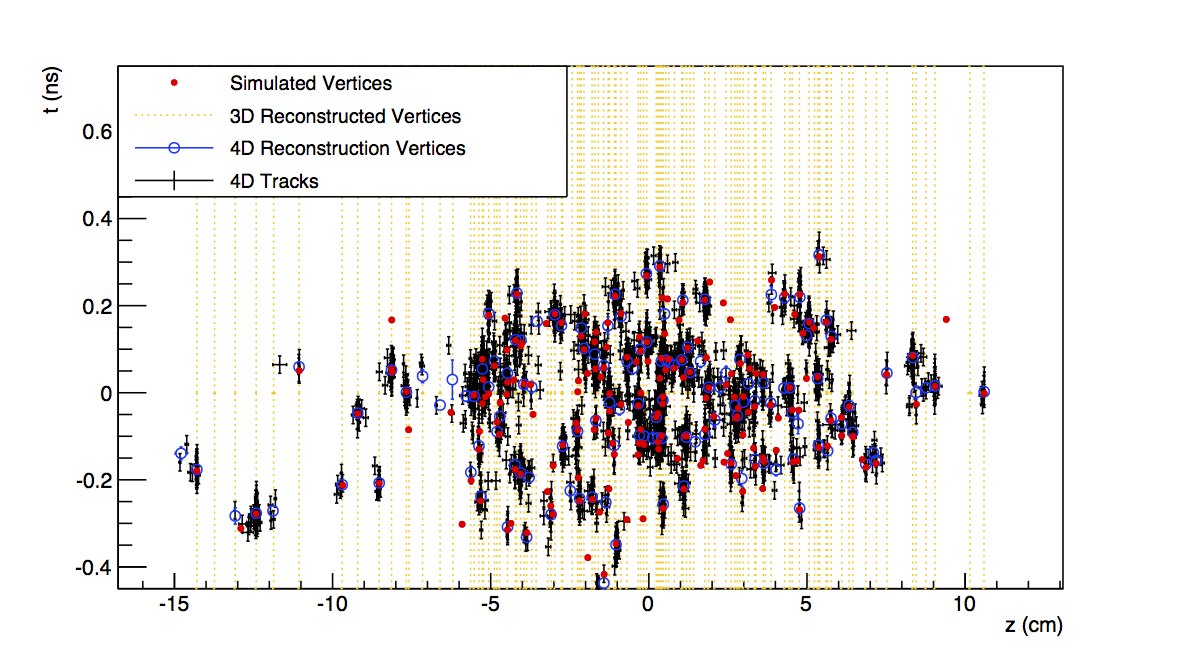 t (ns)
Simulated Vertices
3D Reconstructed Vertices
4D Reconstruction Vertices
4D Tracks
0.6
0.4
0.2
0
-0.2
-0.4
-15 -10 -5 0 5 10
z (cm)